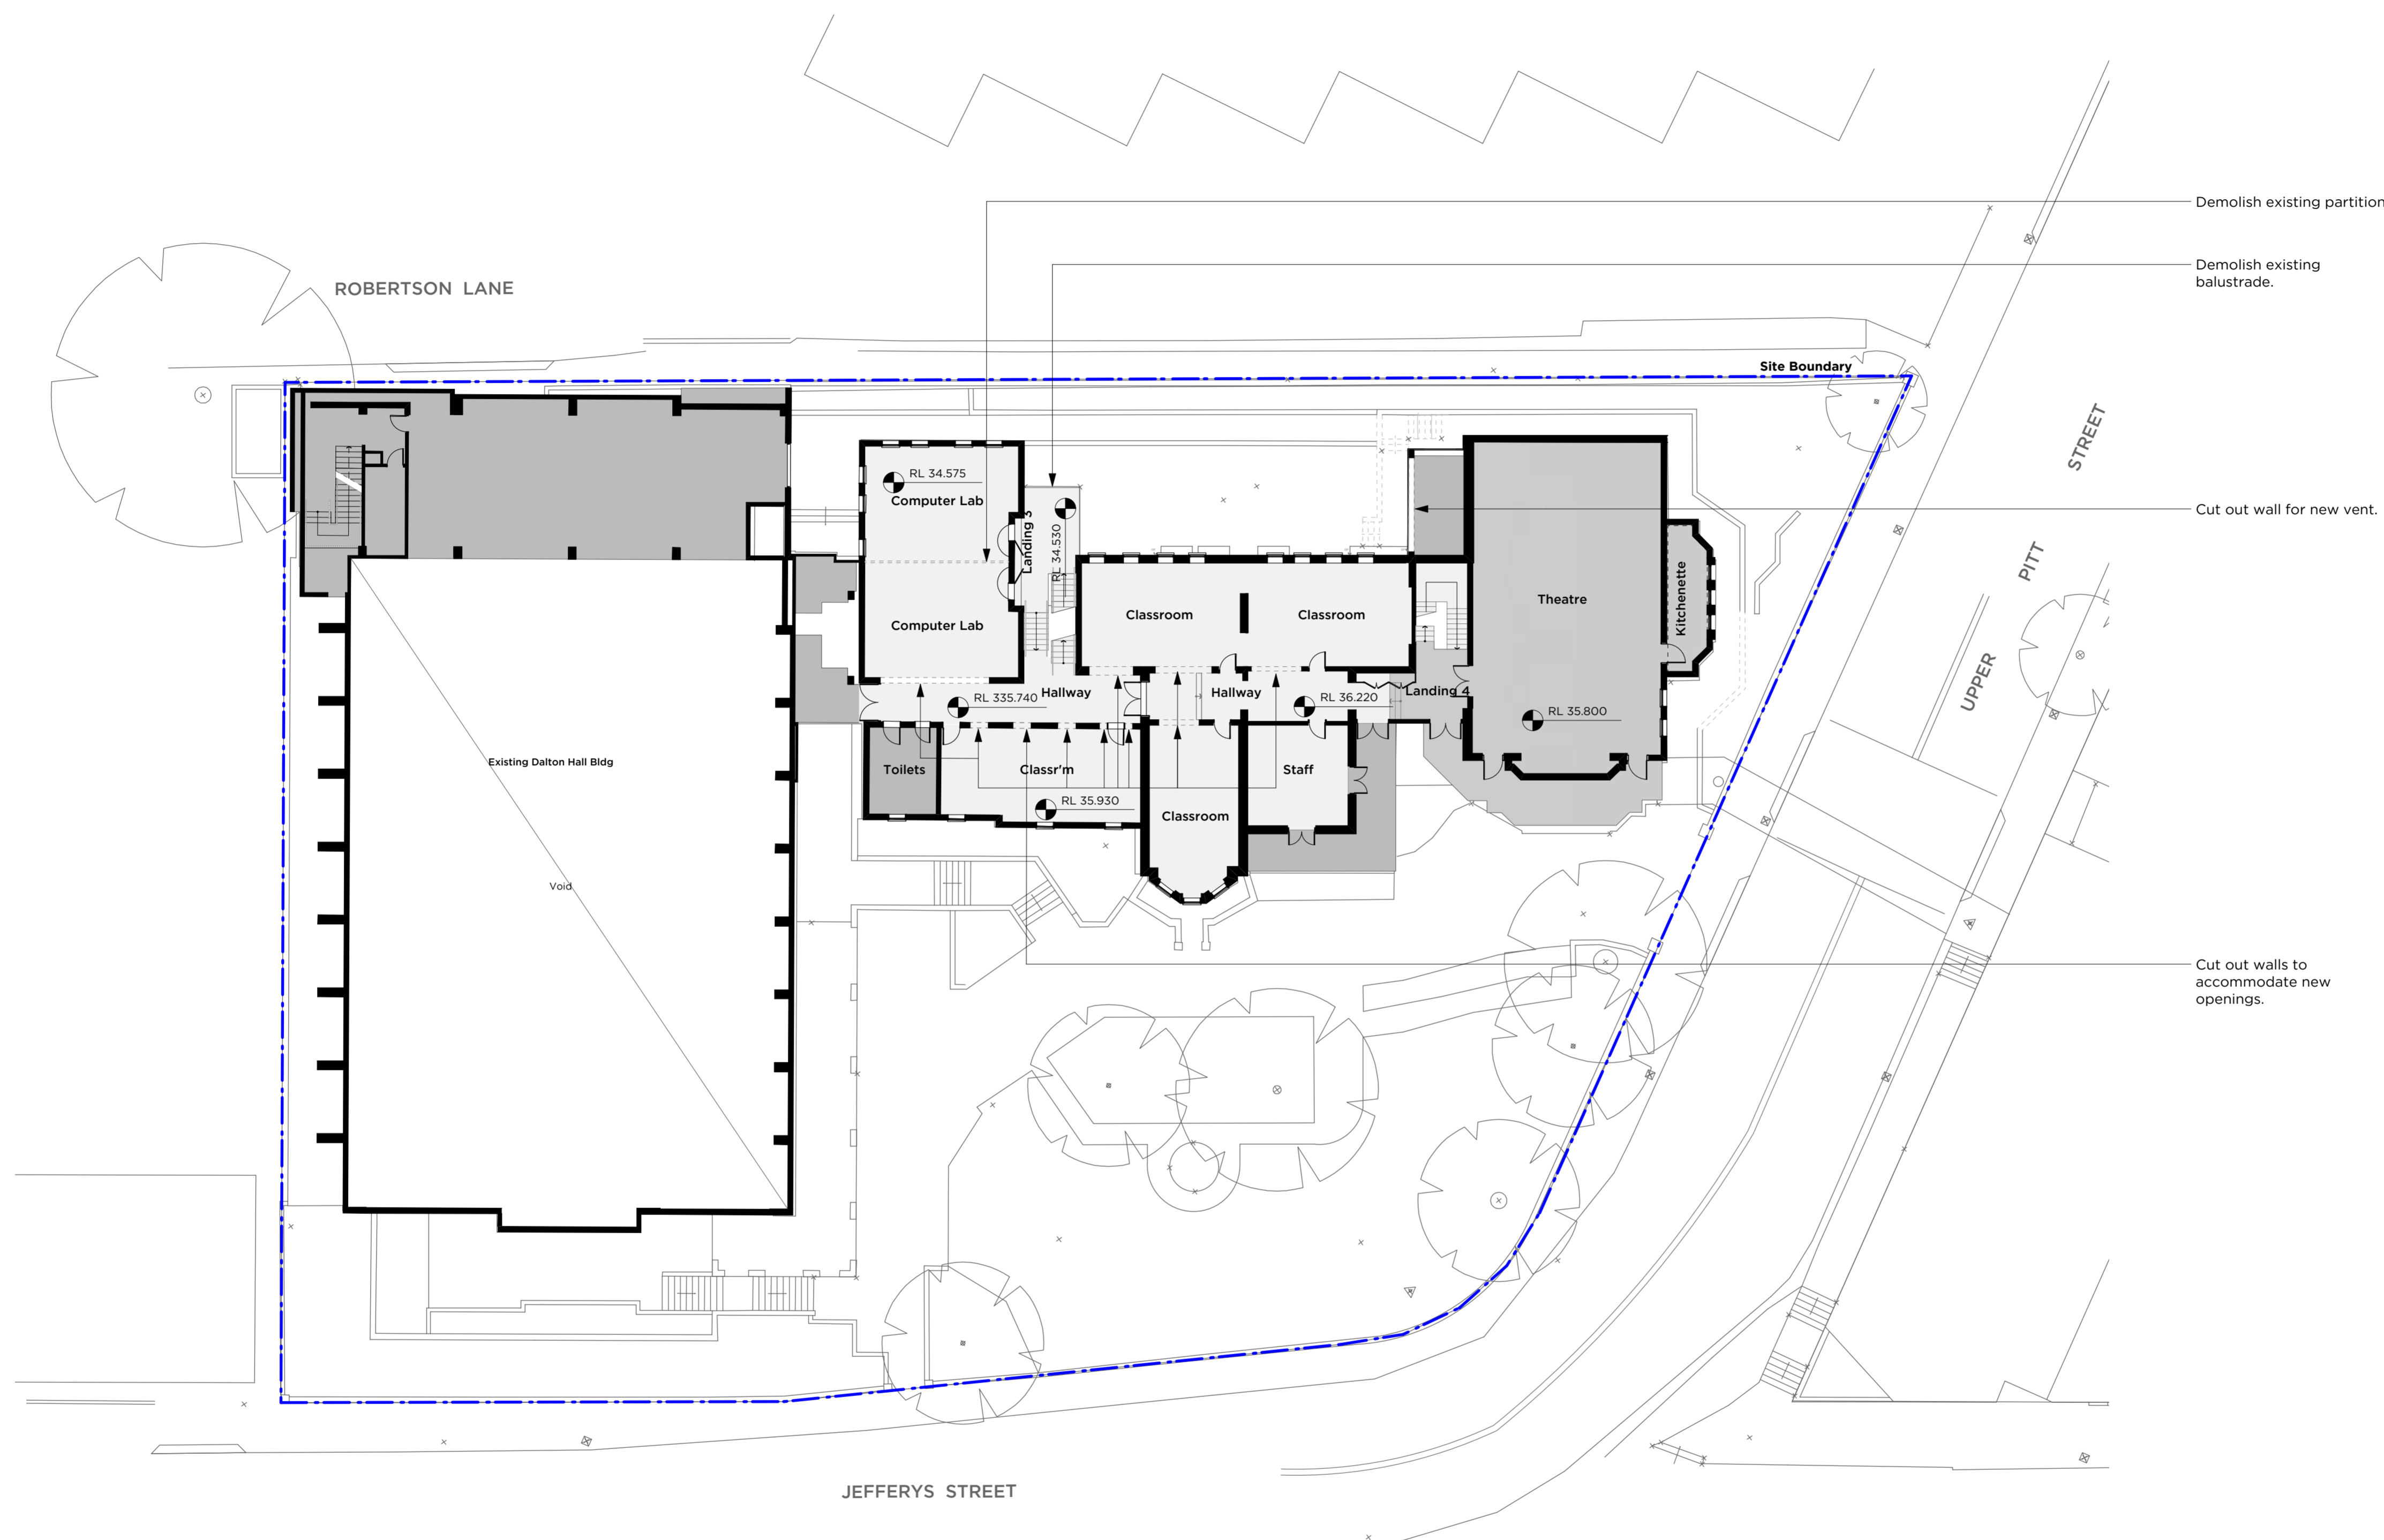 Demolish existing partition
Demolish existing
balustrade.
ROBERTSON LANE
Site Boundary
STREET
PITT
UPPER
RL 34.575
Computer Lab
Landing 3
RL 34.530
Cut out wall for new vent.
Computer Lab
Classroom
Classroom
Theatre
Kitchenette
Hallway
Hallway
Landing 4
RL 335.740
RL 36.220
RL 35.800
Existing Dalton Hall Bldg
Toilets
Classr'm
Staff
RL 35.930
Classroom
Void
Cut out walls to
accommodate new
openings.
JEFFERYS STREET